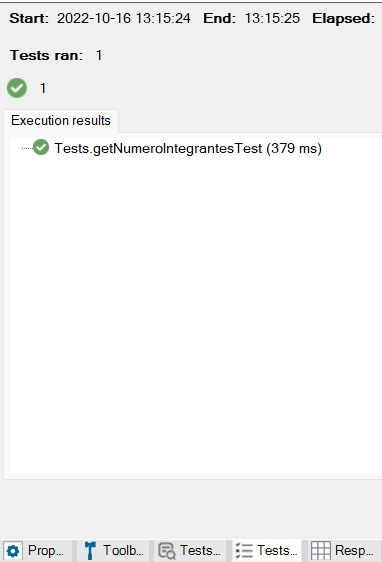 Start: 2022-10-16 13:15:24 End: 13:15:25 Elapsed:
Tests ran: 1
1
Execution results
Tests.getNumeroIntegrantesTest (379 ms)
Prop... Toolb... Tests... Tests... Resp...